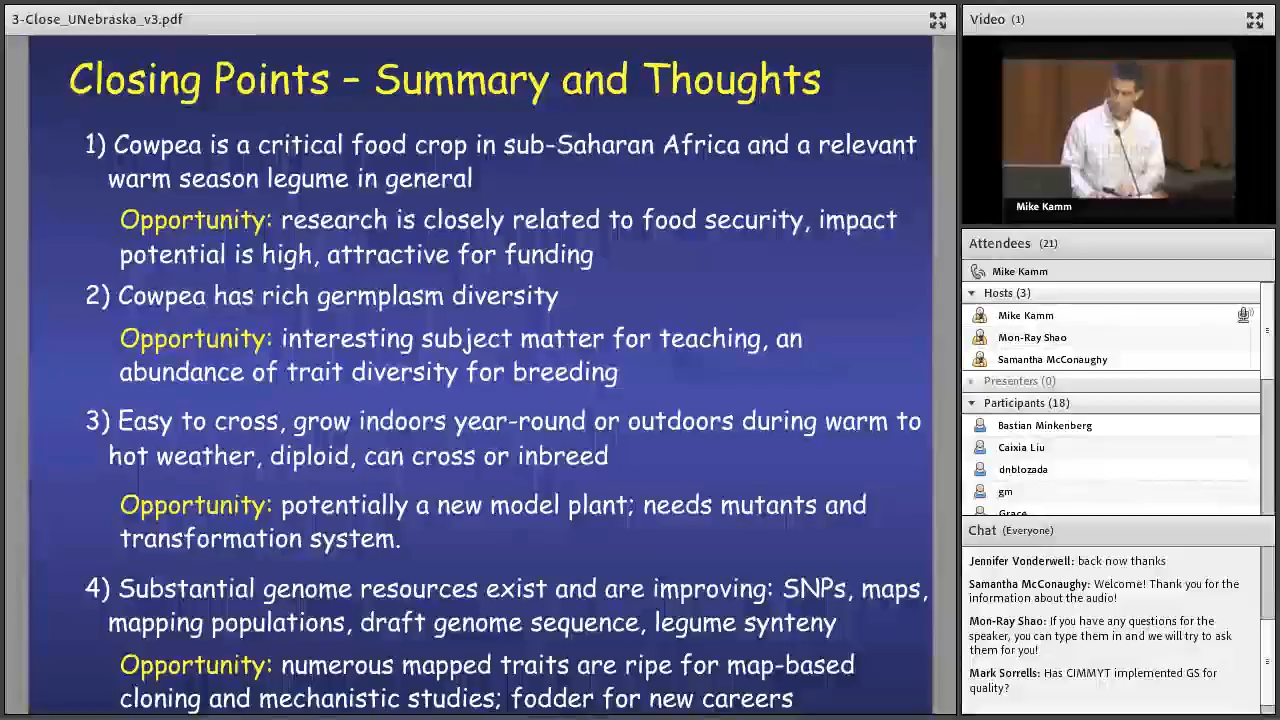 3-Close_UNebraska_v3.pdf
Closing Points – Summary and Thoughts
1) Cowpea is a critical food crop in sub-Saharan Africa and a relevant
warm season legume in general
Opportunity: research is closely related to food security, impact
potential is high, attractive for funding
2) Cowpea has rich germplasm diversity
Opportunity: interesting subject matter for teaching, an
abundance of trait diversity for breeding
3) Easy to cross, grow indoors year-round or outdoors during warm to
hot weather, diploid, can cross or inbreed
Opportunity: potentially a new model plant; needs mutants and
transformation system.
4) Substantial genome resources exist and are improving: SNPs, maps,
mapping populations, draft genome sequence, legume synteny
Opportunity: numerous mapped traits are ripe for map-based
cloning and mechanistic studies; fodder for new careers
Video (1)
Mike Kamm
Attendees (21)
Mike Kamm
Hosts (3)
Mike Kamm
Mon-Ray Shao
Samantha McConaughy
Presenters (0)
Participants (18)
Bastian Minkenberg
Caixia Liu
dnblozada
gm
Grace
Chat (Everyone)
Jennifer Vonderwell: back now thanks
Samantha McConaughy: Welcome! Thank you for the
information about the audio!
Mon-Ray Shao: If you have any questions for the
speaker, you can type them in and we will try to ask
them for you!
Mark Sorrells: Has CIMMYT implemented GS for
quality?